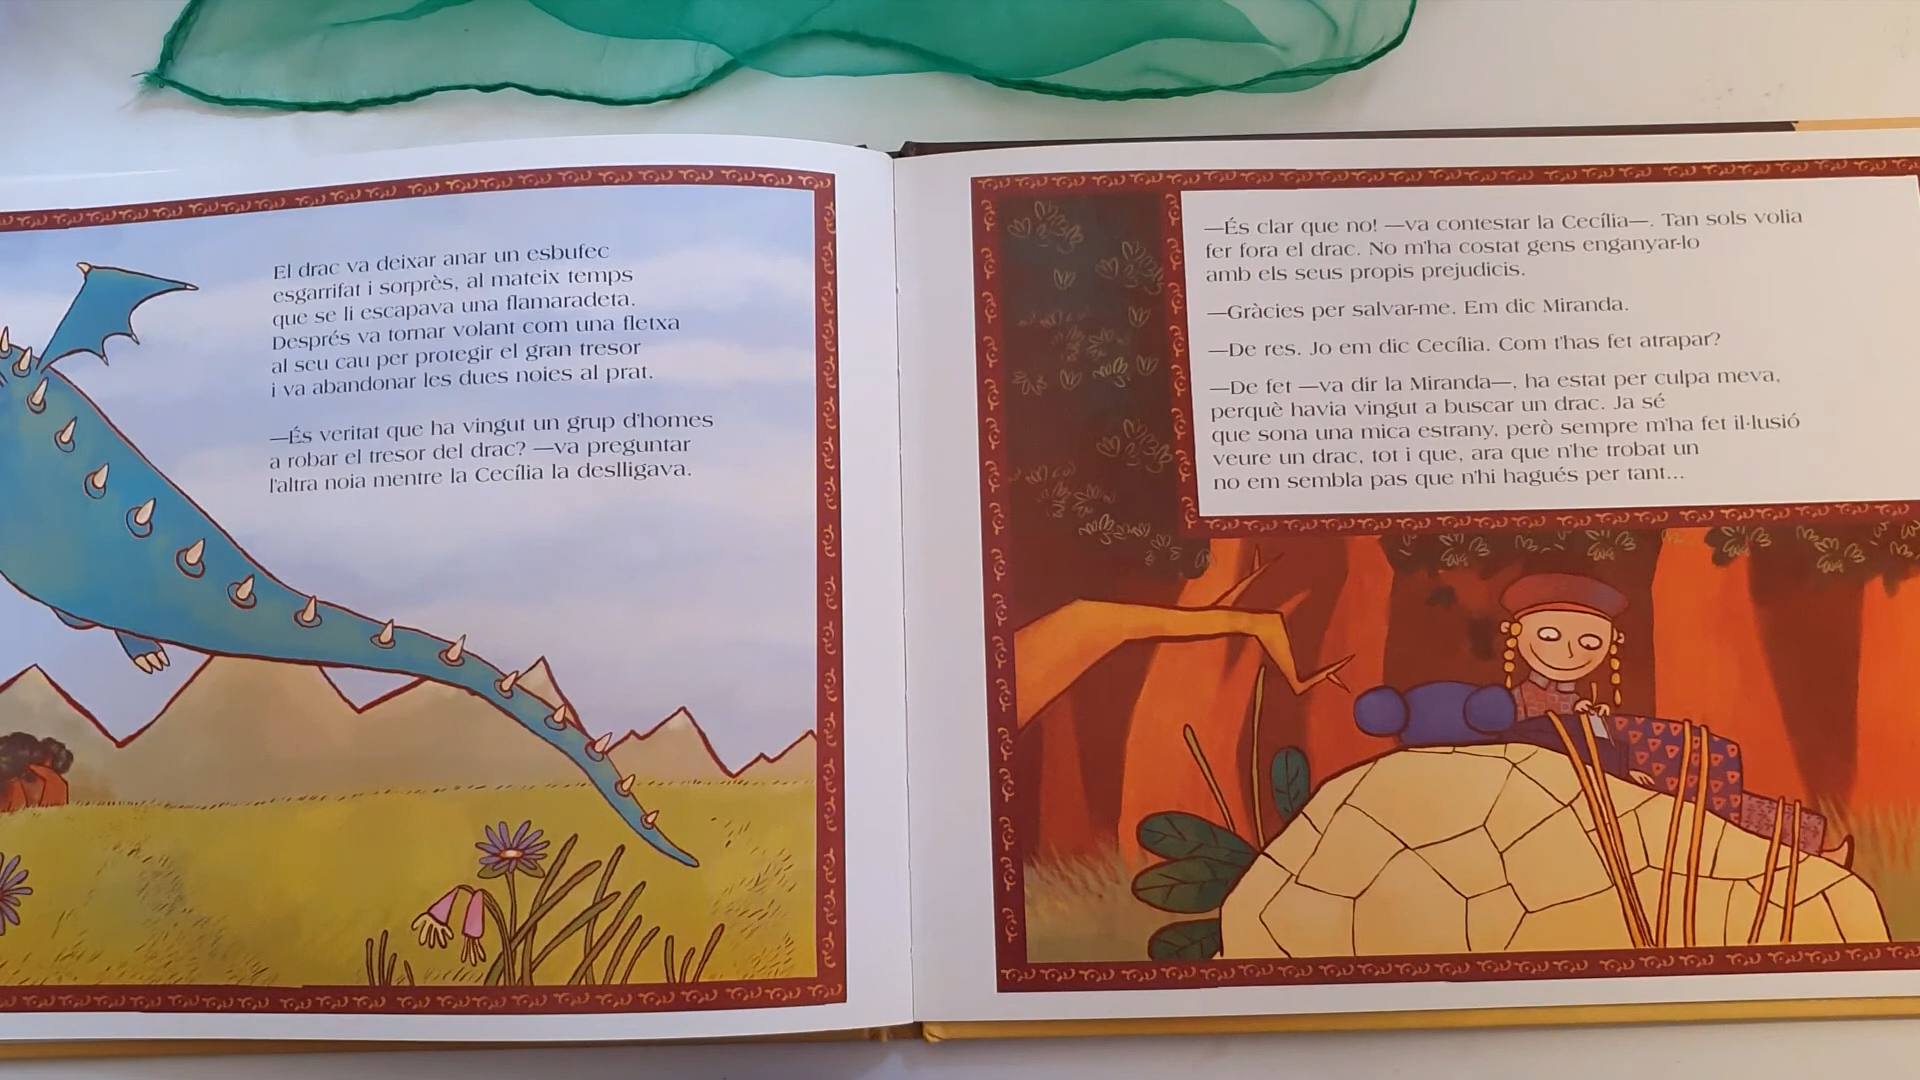 El drac va deixar anar un esbufec
esgarrifat i sorprès, al mateix temps
que se li escapava una flamaradeta.
Després va tornar volant com una fletxa
al seu cau per protegir el gran tresor
i va abandonar les dues noies al prat.
—És veritat que ha vingut un grup d'homes
a robar el tresor del drac? —va preguntar
l'altra noia mentre la Cecília la deslligava.
—És clar que no! —va contestar la Cecília—. Tan sols volia
fer fora el drac. No m'ha costat gens enganyar-lo
amb els seus propis prejudicis.
—Gràcies per salvar-me. Em dic Miranda.
—De res. Jo em dic Cecília. Com t'has fet atrapar?
—De fet —va dir la Miranda—, ha estat per culpa meva,
perquè havia vingut a buscar un drac. Ja sé
que sona una mica estrany, però sempre m'ha fet il·lusió
veure un drac, tot i que, ara que n'he trobat un
no em sembla pas que n'hi hagués per tant...